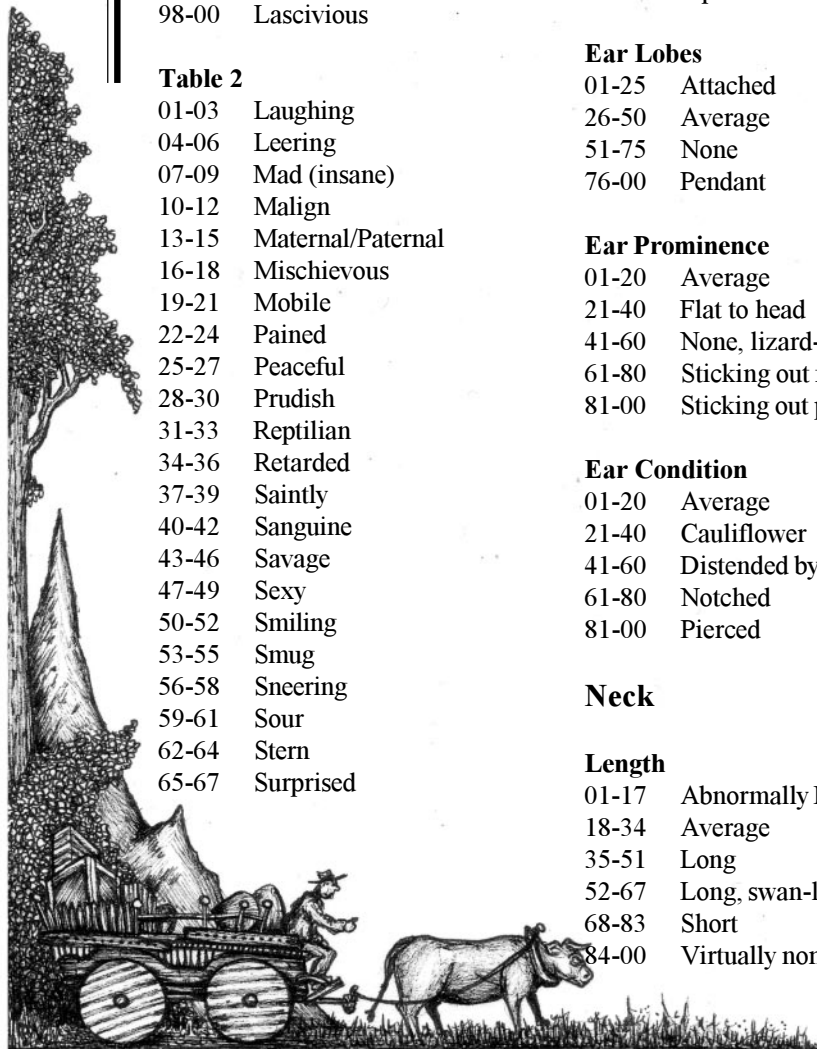 98-00 Lascivious
Table 2
01-03 Laughing
04-06 Leering
07-09 Mad (insane)
10-12 Malign
13-15 Maternal/Paternal
16-18 Mischievous
19-21 Mobile
22-24 Pained
25-27 Peaceful
28-30 Prudish
31-33 Reptilian
34-36 Retarded
37-39 Saintly
40-42 Sanguine
43-46 Savage
47-49 Sexy
50-52 Smiling
53-55 Smug
56-58 Sneering
59-61 Sour
62-64 Stern
65-67 Surprised
Ear Lobes
01-25 Attached
26-50 Average
51-75 None
76-00 Pendant
Ear Prominence
01-20 Average
21-40 Flat to head
41-60 None, lizard-
61-80 Sticking out
81-00 Sticking out
Ear Condition
01-20 Average
21-40 Cauliflower
41-60 Distended by
61-80 Notched
81-00 Pierced
Neck
Length
01-17 Abnormally
18-34 Average
35-51 Long
52-67 Long, swan-
68-83 Short
84-00 Virtually